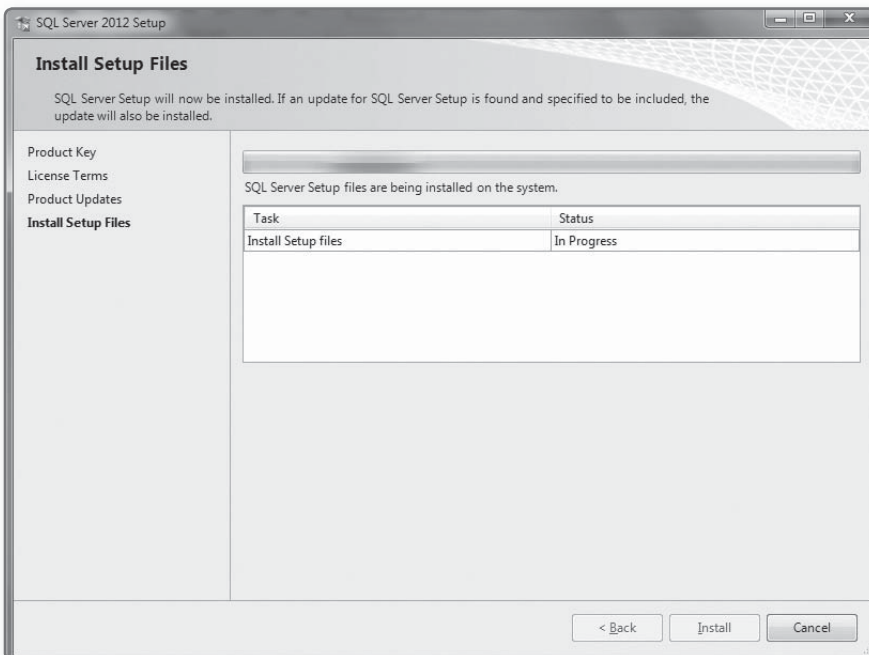 SQL Server 2012 Setup
Install Setup Files
SQL Server Setup will now be installed. If an update for SQL Server Setup is found and specified to be included, the
update will also be installed.
Product Key
License Terms
Product Updates
Install Setup Files
SQL Server Setup files are being installed on the system.
Task Status
Install Setup files In Progress
< Back Install Cancel